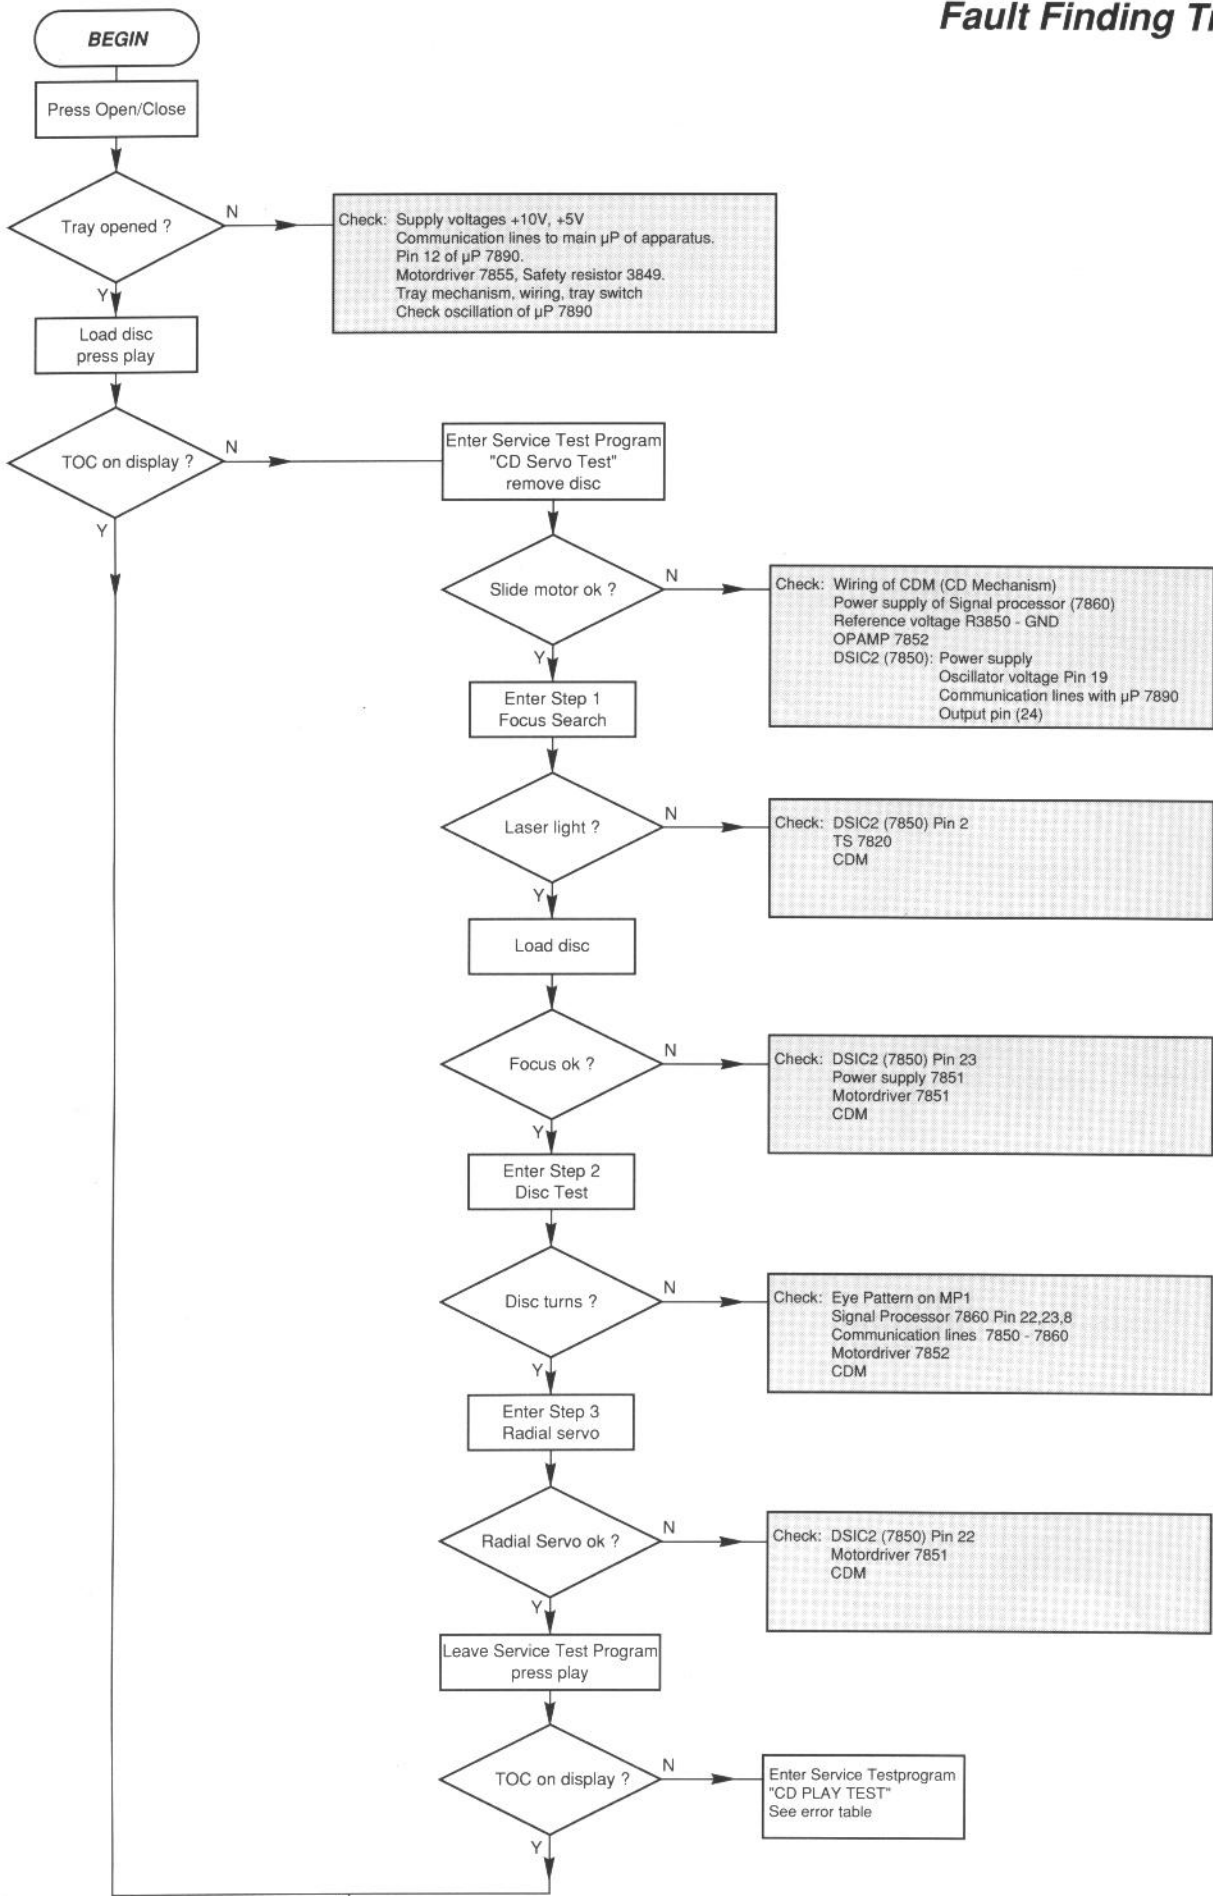 Fault Finding Tr
BEGIN
Press Open/Close
Tray opened ?
N
Check: Supply voltages +10V, +5V
Communication lines to main µP of apparatus.
Pin 12 of µP 7890.
Motordriver 7855, Safety resistor 3849.
Tray mechanism, wiring, tray switch
Check oscillation of µP 7890
Y
Load disc
press play
TOC on display ?
N
Y
Enter Service Test Program
"CD Servo Test"
remove disc
Slide motor ok ?
N
Check: Wiring of CDM (CD Mechanism)
Power supply of Signal processor (7860)
Reference voltage R3850 - GND
OPAMP 7852
DSIC2 (7850): Power supply
Oscillator voltage Pin 19
Communication lines with µP 7890
Output pin (24)
Y
Enter Step 1
Focus Search
Laser light ?
N
Check: DSIC2 (7850) Pin 2
TS 7820
CDM
Y
Load disc
Focus ok ?
N
Check: DSIC2 (7850) Pin 23
Power supply 7851
Motordriver 7851
CDM
Y
Enter Step 2
Disc Test
Disc turns ?
N
Check: Eye Pattern on MP1
Signal Processor 7860 Pin 22,23,8
Communication lines 7850 - 7860
Motordriver 7852
CDM
Y
Enter Step 3
Radial servo
Radial Servo ok ?
N
Check: DSIC2 (7850) Pin 22
Motordriver 7851
CDM
Y
Leave Service Test Program
press play
TOC on display ?
N
Enter Service Testprogram
"CD PLAY TEST"
See error table
Y